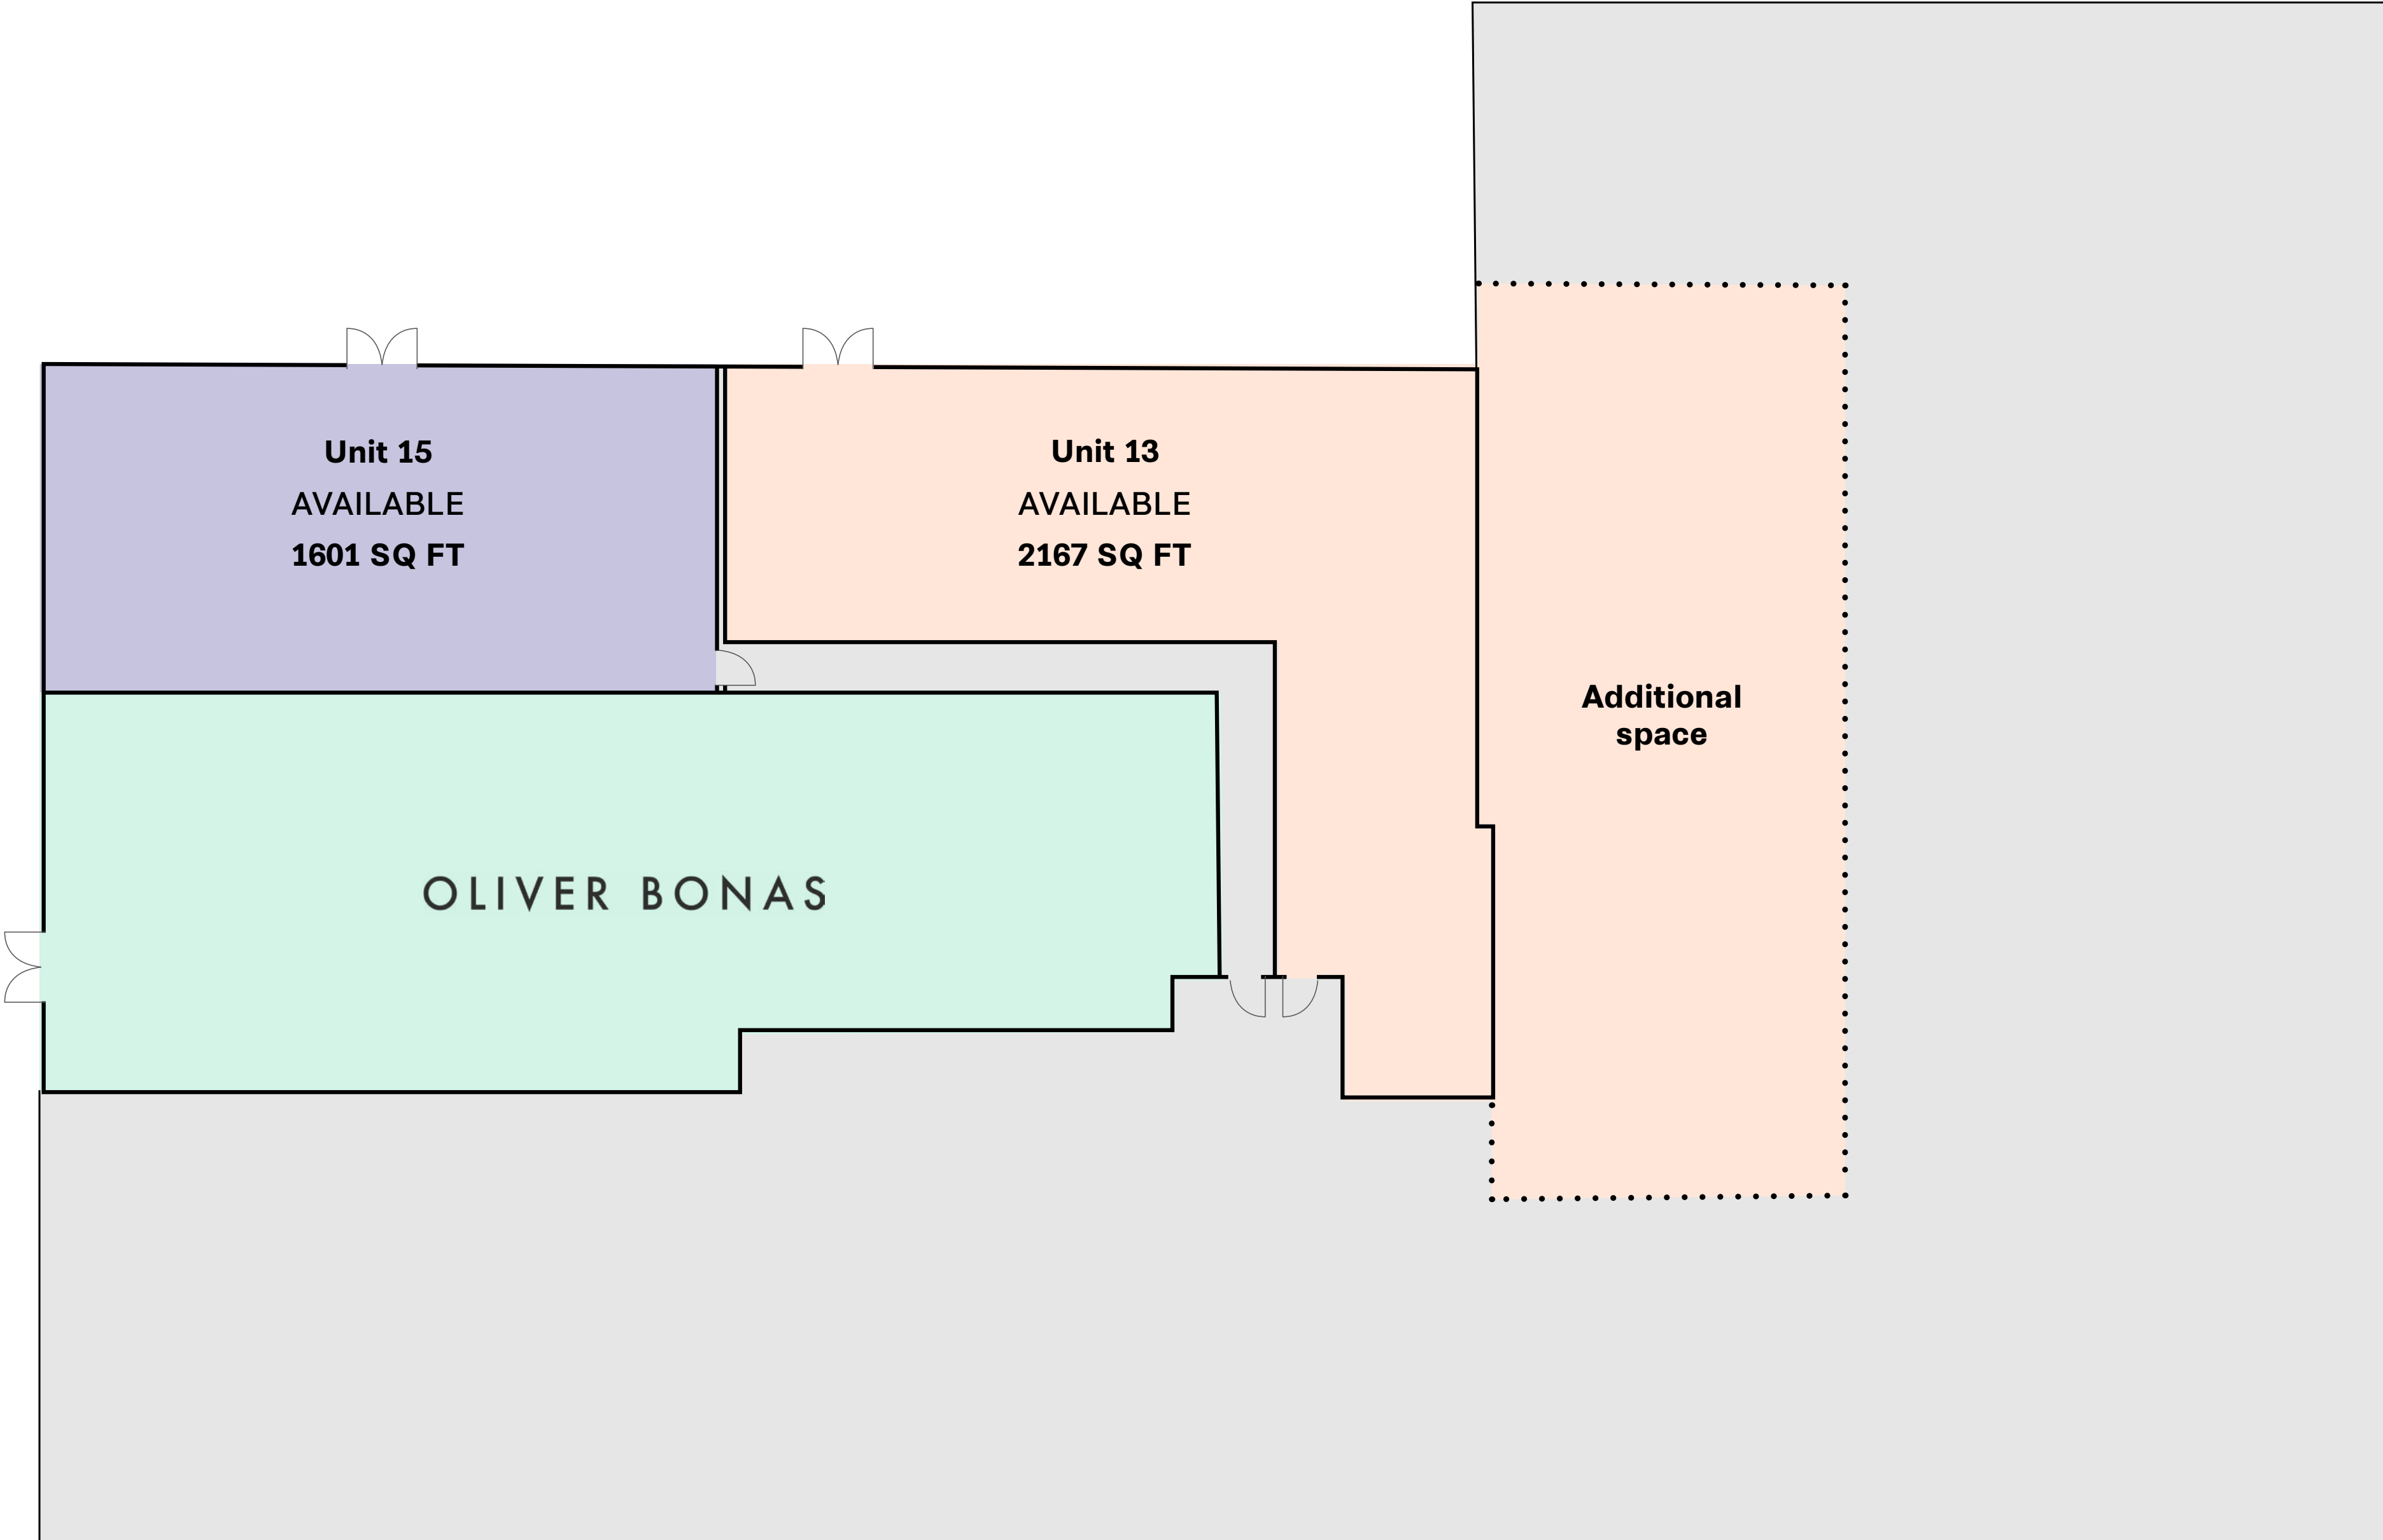 Unit 15
AVAILABLE
1601 SQ FT
Unit 13
AVAILABLE
2167 SQ FT
Additional
space
OLIVER BONAS